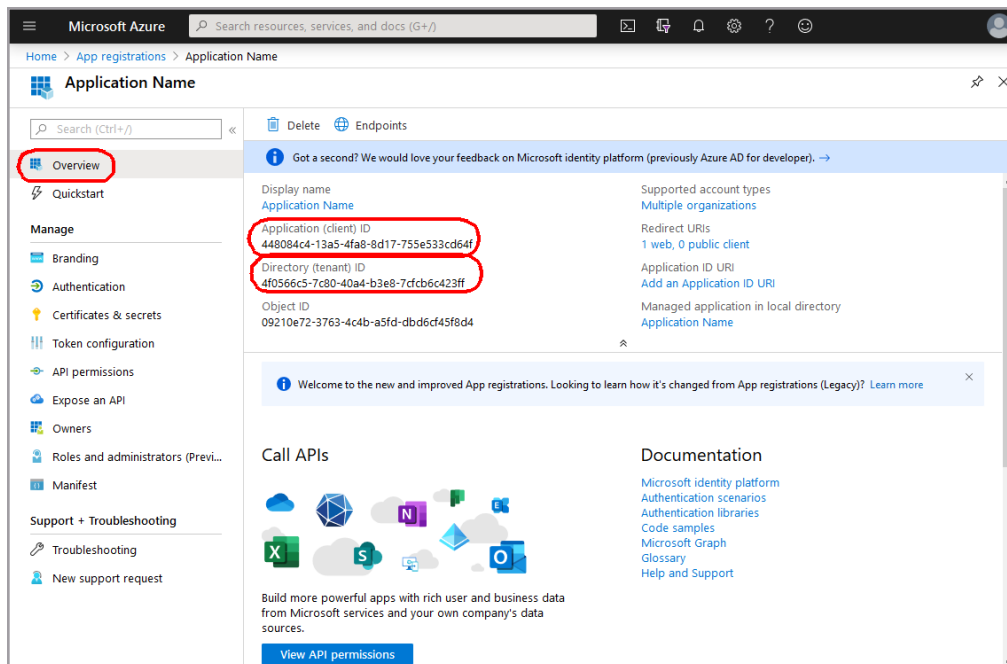 Microsoft Azure
Search resources, services, and docs (G+/)
Home > App registrations > Application Name
Application Name
Search (Ctrl+/)
«
Overview
Quickstart
Manage
Branding
Authentication
Certificates & secrets
Token configuration
API permissions
Expose an API
Owners
Roles and administrators (Previ...
Manifest
Support + Troubleshooting
Troubleshooting
New support request
Delete
Endpoints
Got a second? We would love your feedback on Microsoft identity platform (previously Azure AD for developer). →
Display name
Application Name
Application (client) ID
448084c4-13a5-4fa8-8d17-755e533cd64f
Directory (tenant) ID
4f0566c5-7c80-40a4-b3e8-7cfcb6c423ff
Object ID
09210e72-3763-4c4b-a5fd-dbd6cf45f8d4
Supported account types
Multiple organizations
Redirect URIs
1 web, 0 public client
Application ID URI
Add an Application ID URI
Managed application in local directory
Application Name
Welcome to the new and improved App registrations. Looking to learn how it's changed from App registrations (Legacy)? Learn more
Call APIs
N
E
X
S
O
Build more powerful apps with rich user and business data
from Microsoft services and your own company's data
sources.
View API permissions
Documentation
Microsoft identity platform
Authentication scenarios
Authentication libraries
Code samples
Microsoft Graph
Glossary
Help and Support